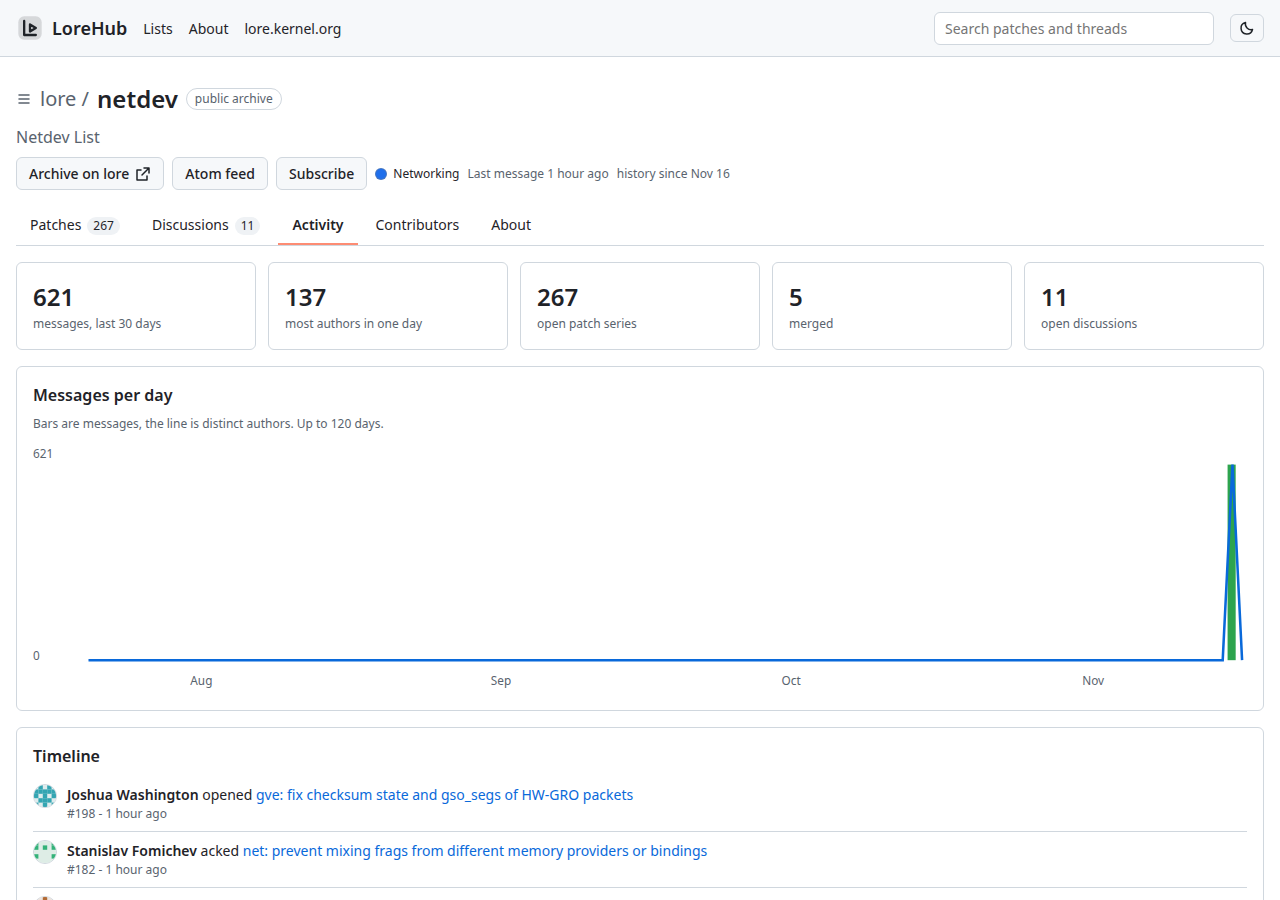 LoreHub Lists About lore.kernel.org Search patches and threads
lore / netdev public archive
Netdev List
Archive on lore Atom feed Subscribe Networking Last message 1 hour ago history since Nov 16
Patches 267 Discussions 11 Activity Contributors About
621 137 267 5 11
messages, last 30 days most authors in one day open patch series merged open discussions
Messages per day
Bars are messages, the line is distinct authors. Up to 120 days.
621
0
Aug Sep Oct Nov
Timeline
Joshua Washington opened gve: fix checksum state and gso_segs of HW-GRO packets
#198 - 1 hour ago
Stanislav Fomichev acked net: prevent mixing frags from different memory providers or bindings
#182 - 1 hour ago